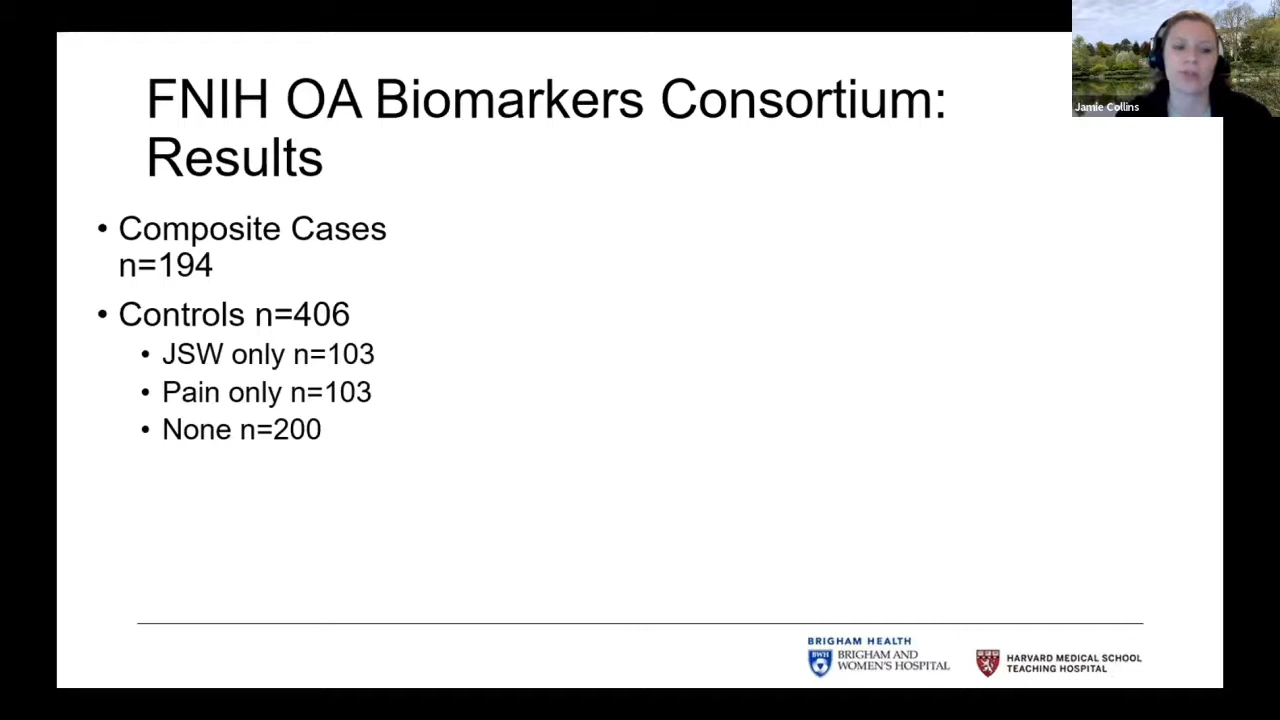 FNIH OA Biomarkers Consortium:
Results
Jamie Collins
• Composite Cases
n=194
• Controls n=406
• JSW only n=103
• Pain only n=103
• None n=200
BRIGHAM HEALTH
BWH
BRIGHAM AND
WOMEN'S HOSPITAL
HARVARD MEDICAL SCHOOL
TEACHING HOSPITAL